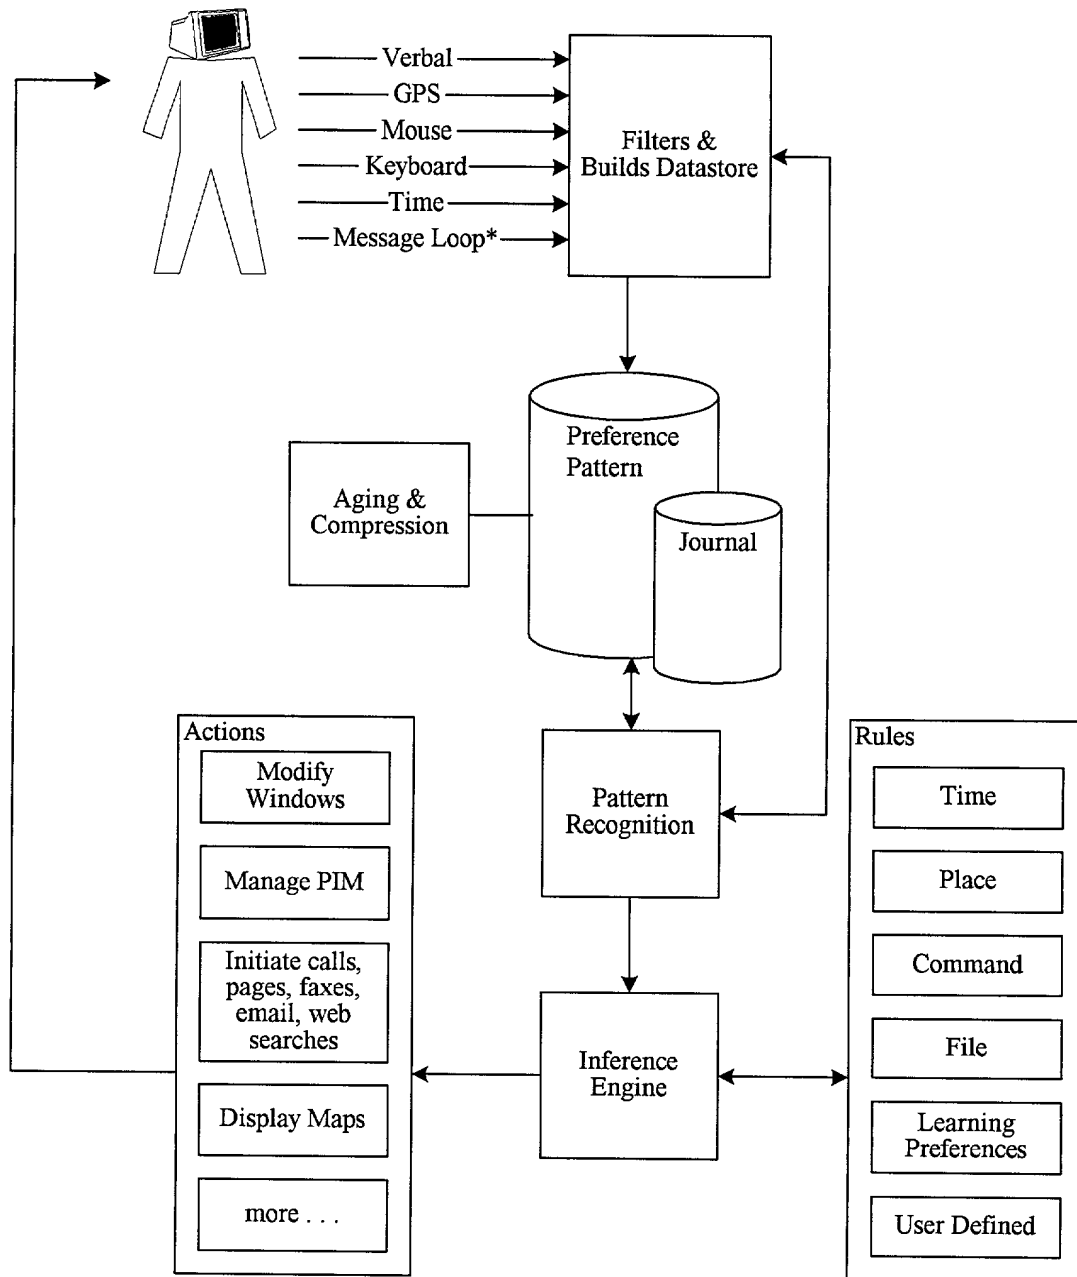 Verbal
GPS
Mouse
Keyboard
Time
Message Loop*
Filters &
Builds Datastore
Preference
Pattern
Aging &
Compression
Journal
Actions
Modify
Windows
Manage PIM
Initiate calls,
pages, faxes,
email, web
searches
Display Maps
more . . .
Pattern
Recognition
Inference
Engine
Rules
Time
Place
Command
File
Learning
Preferences
User Defined